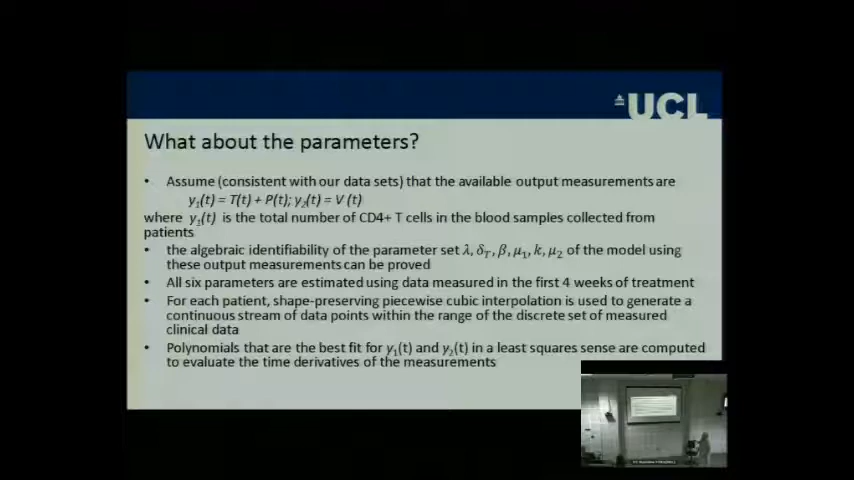 UCL
What about the parameters?
• Assume (consistent with our data sets) that the available output measurements are
y₁(t) = T(t) + P(t); y₂(t) = V (t)
where y₁(t) is the total number of CD4+ T cells in the blood samples collected from
patients
• the algebraic identifiability of the parameter set λ, δ_T, β, μ₁, k, μ₂ of the model using
these output measurements can be proved
• All six parameters are estimated using data measured in the first 4 weeks of treatment
• For each patient, shape-preserving piecewise cubic interpolation is used to generate a
continuous stream of data points within the range of the discrete set of measured
clinical data
• Polynomials that are the best fit for y₁(t) and y₂(t) in a least squares sense are computed
to evaluate the time derivatives of the measurements